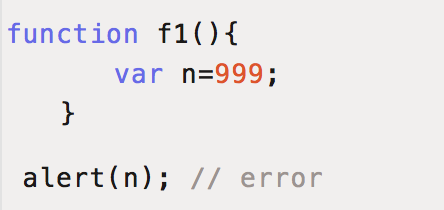 function f1(){
var n=999;
}
alert(n); // error